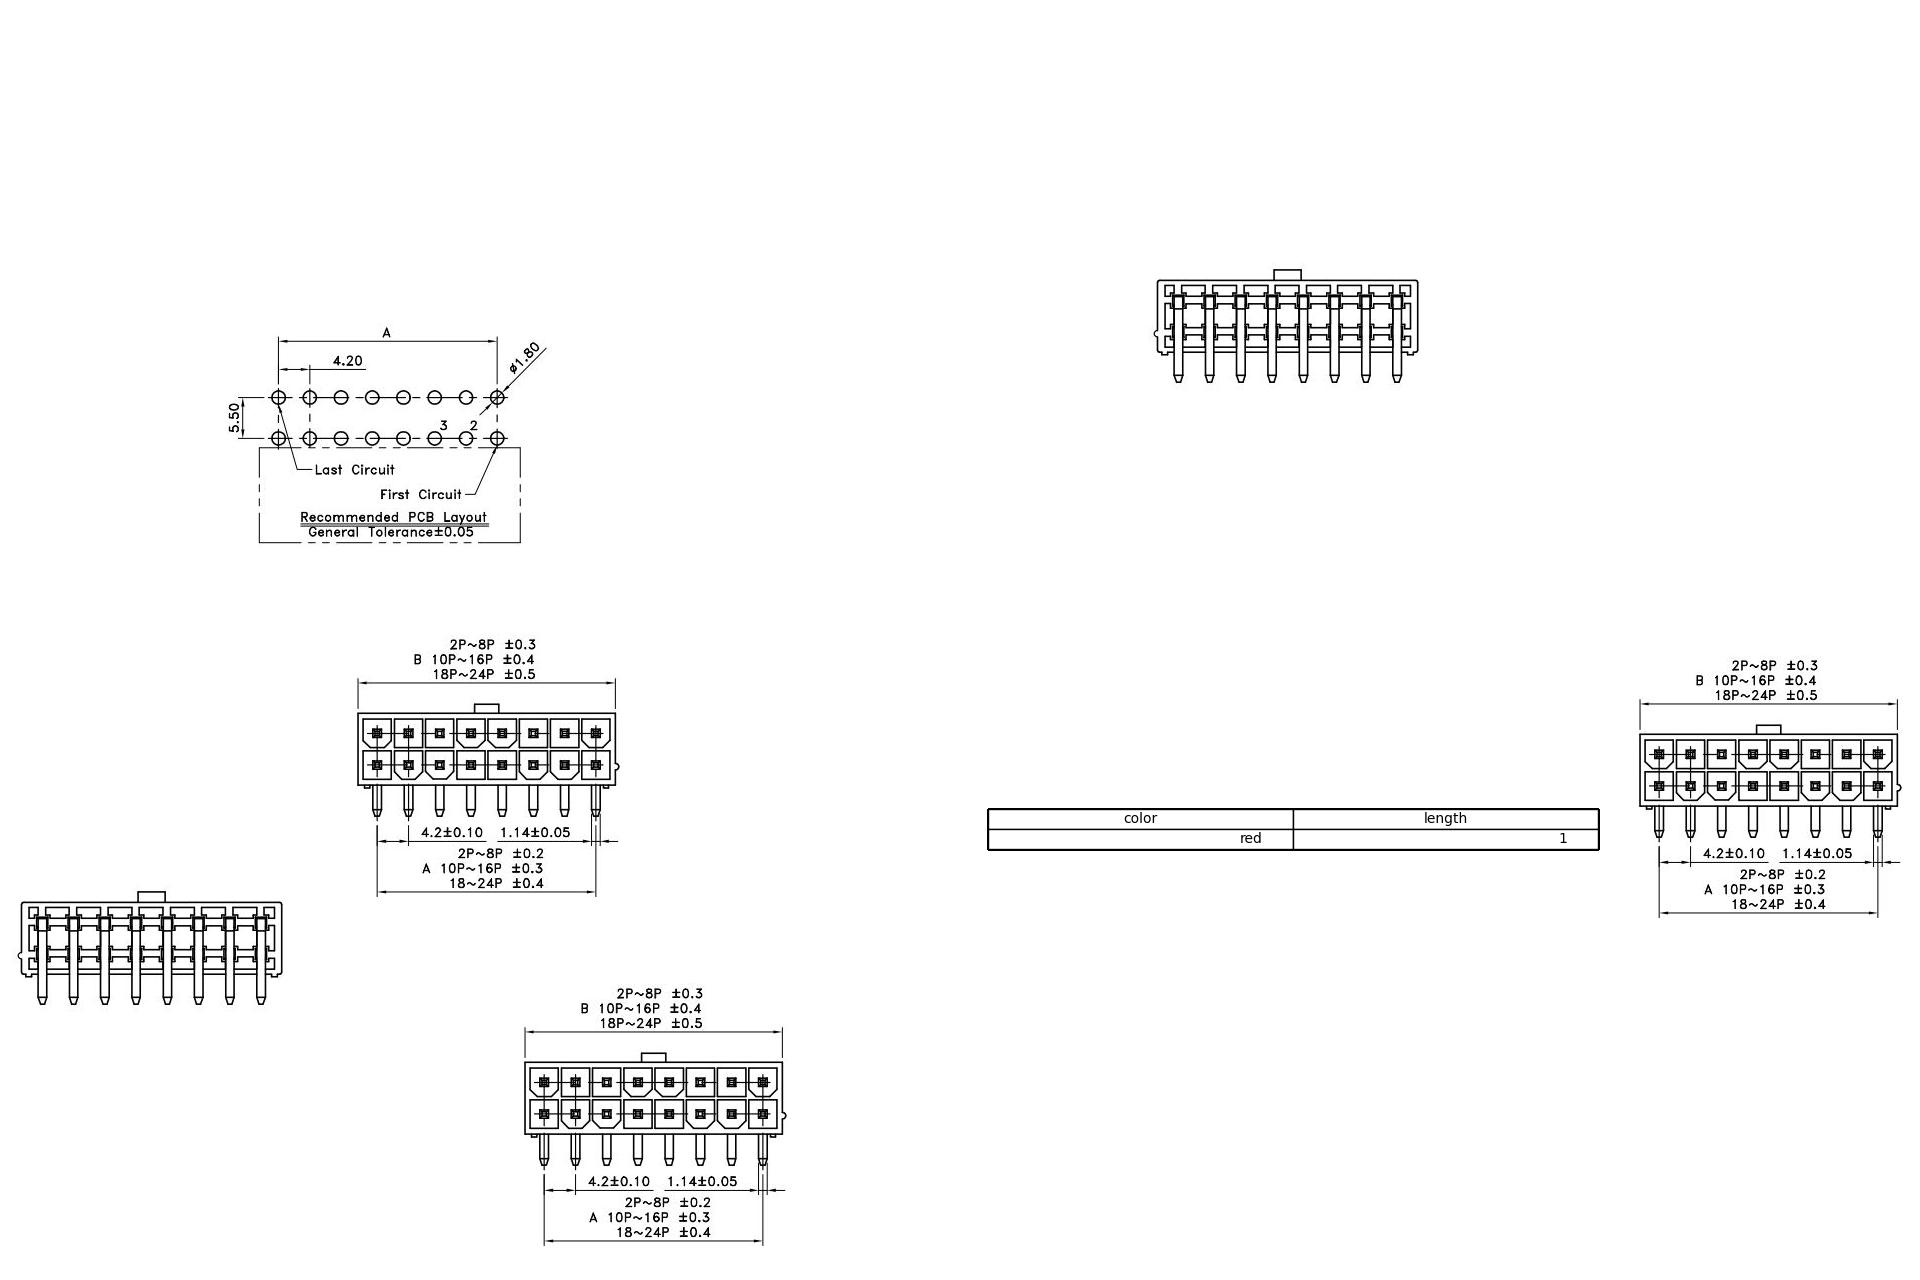 A
4.20
ø1.80
5.50
3 2
Last Circuit
First Circuit
Recommended PCB Layout
General Tolerance±0.05
2P~8P ±0.3
B 10P~16P ±0.4
18P~24P ±0.5
4.2±0.10 1.14±0.05
2P~8P ±0.2
A 10P~16P ±0.3
18~24P ±0.4
2P~8P ±0.3
B 10P~16P ±0.4
18P~24P ±0.5
4.2±0.10 1.14±0.05
2P~8P ±0.2
A 10P~16P ±0.3
18~24P ±0.4
color length
red 1
2P~8P ±0.3
B 10P~16P ±0.4
18P~24P ±0.5
4.2±0.10 1.14±0.05
2P~8P ±0.2
A 10P~16P ±0.3
18~24P ±0.4